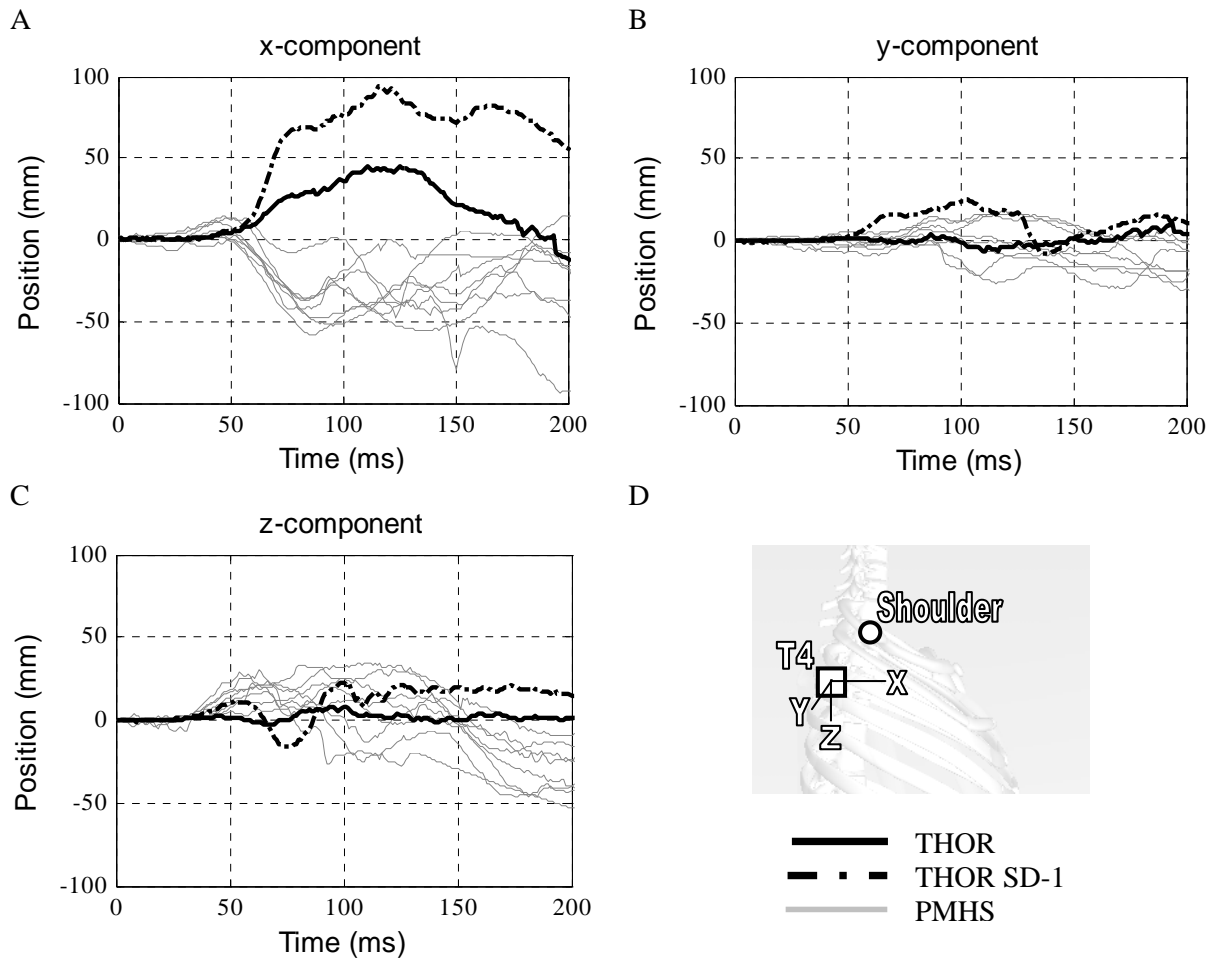 A
x-component
100
50
0
-50
-100
Position (mm)
0 50 100 150 200
Time (ms)
B
y-component
100
50
0
-50
-100
Position (mm)
0 50 100 150 200
Time (ms)
C
z-component
100
50
0
-50
-100
Position (mm)
0 50 100 150 200
Time (ms)
D
Shoulder
T4
X
Y
Z
THOR
THOR SD-1
PMHS